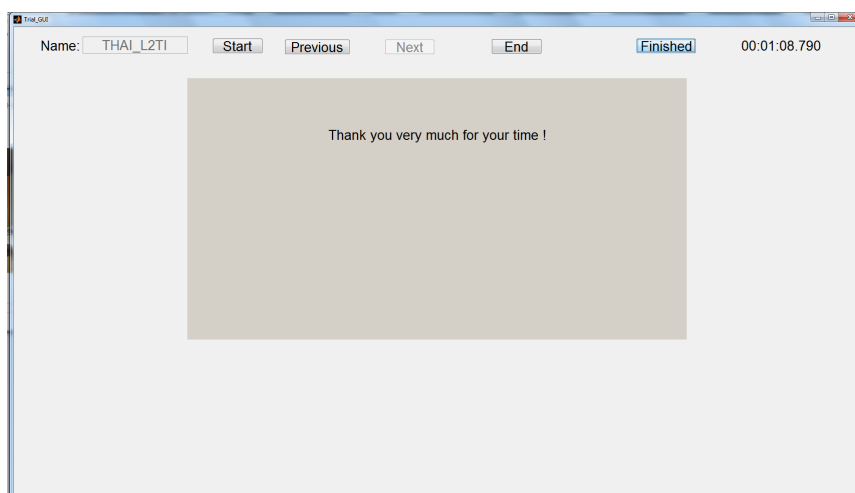 Trial_GUI
Name: THAI_L2TI Start Previous Next End Finished 00:01:08.790
Thank you very much for your time !